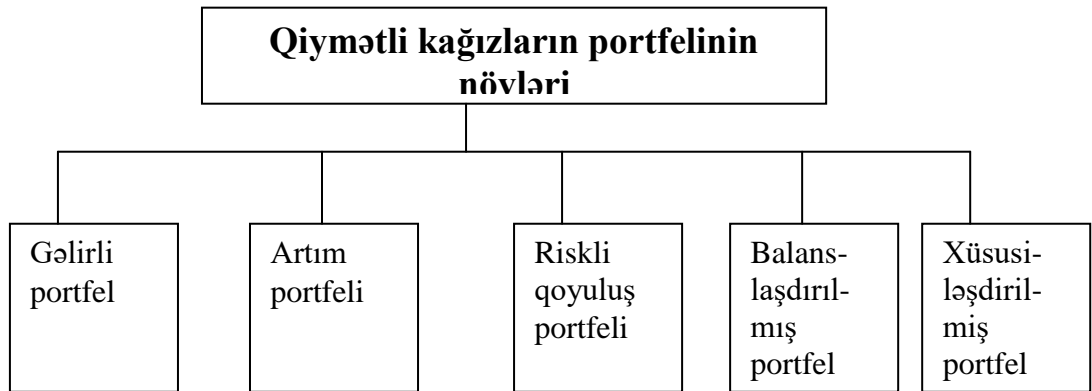 Qiymətli kağızların portfelinin
növləri
Gəlirli
portfel
Artım
portfeli
Riskli
qoyuluş
portfeli
Balans-
laşdırıl-
mış
portfel
Xüsusi-
ləşdiril-
miş
portfel